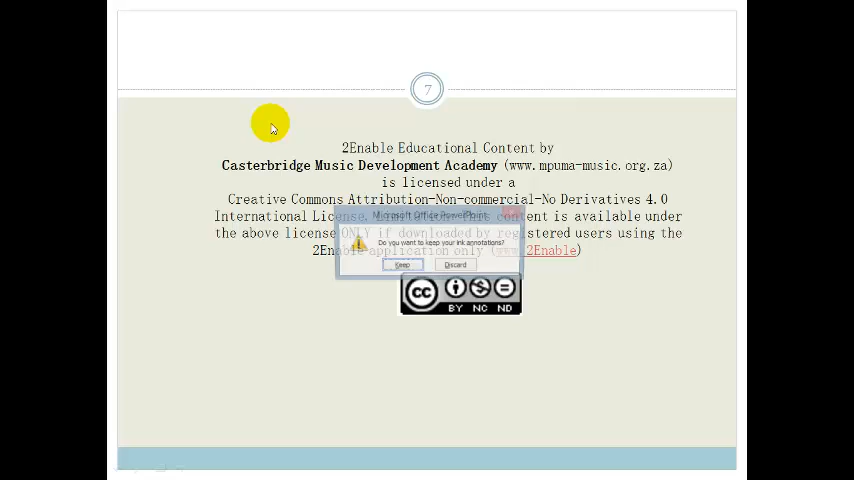 7
2Enable Educational Content by
Casterbridge Music Development Academy (www.mpuma-music.org.za)
is licensed under a
Creative Commons Attribution-Non-commercial-No Derivatives 4.0
International License. content is available under
the above license ONLY if downloaded by registered users using the
2Enable application only (www.2Enable)
Microsoft Office PowerPoint
Do you want to keep your ink annotations?
Keep Discard
cc
BY NC ND